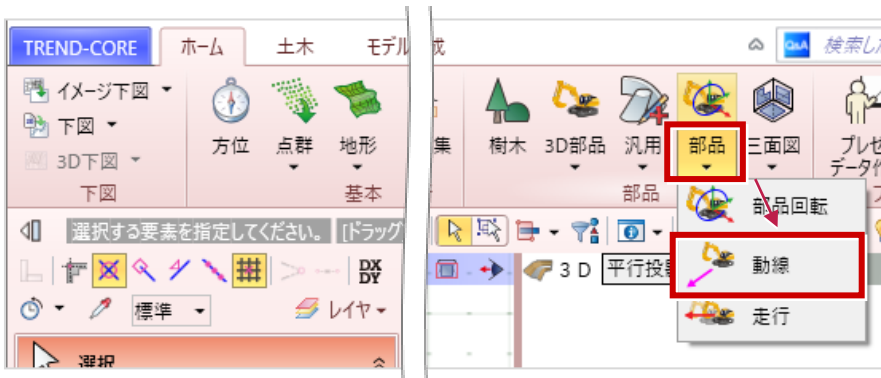 TREND-CORE ホーム 土木 モデル 成
QnA 検索し
イメージ下図
下図
3D下図
下図
方位 点群 地形
基本
集 樹木 3D部品 汎用 部品 三面図 プレゼ
データ作
部品
部品回転
選択する要素を指定してください。 [ドラッグ
動線
3 D 平行投
DX
DY
標準 レイヤ
走行
選択